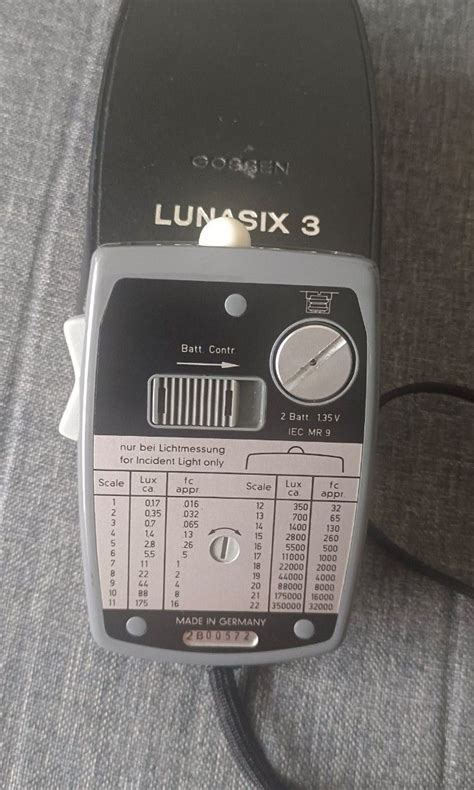 GOSSEN
LUNASIX 3
Batt. Contr.
2 Batt. 1.35 V
IEC MR 9
nur bei Lichtmessung
for Incident Light only
Scale Lux ca. fc appr. Scale Lux ca. fc appr.
1 0.17 .016 12 350 32
2 0.35 .032 13 700 65
3 0.7 .065 14 1400 130
4 1.4 .13 15 2800 260
5 2.8 .26 16 5500 500
6 5.5 .5 17 11000 1000
7 11 1 18 22000 2000
8 22 2 19 44000 4000
9 44 4 20 88000 8000
10 88 8 21 175000 16000
11 175 16 22 350000 32000
MADE IN GERMANY
2B00572